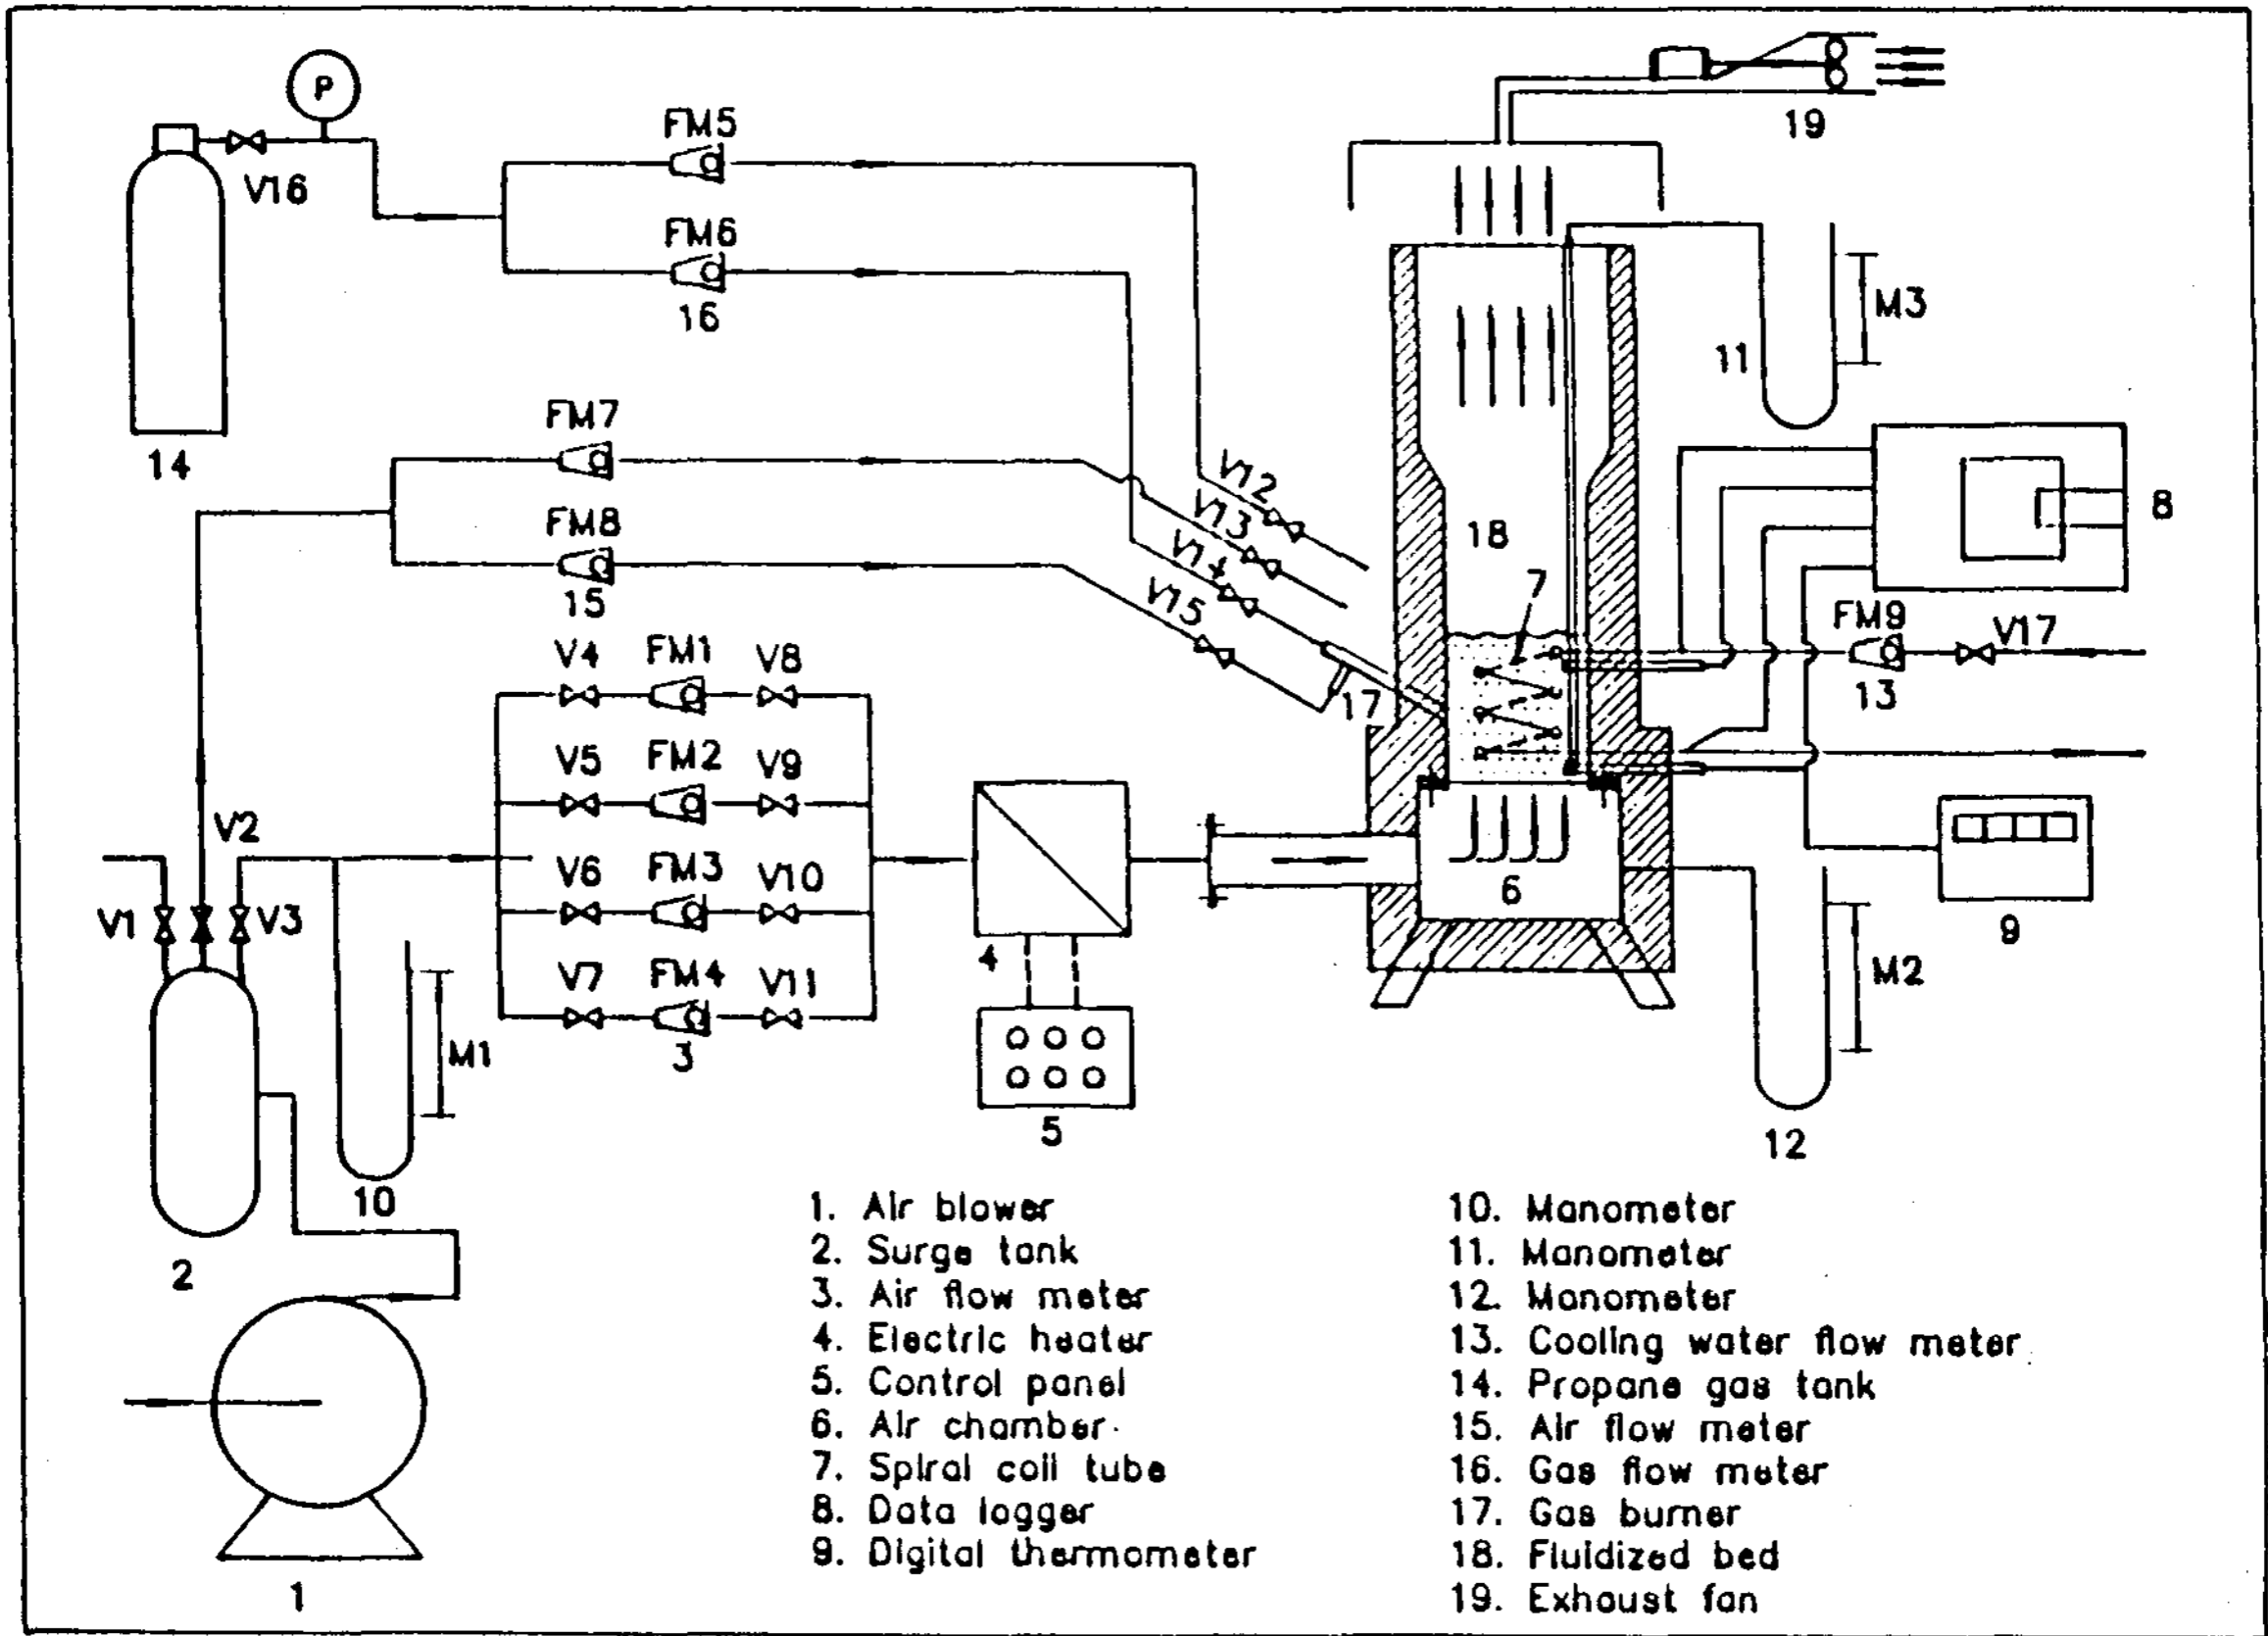 P
19
FM5
V16
FM6
16
M3
11
FM7
14
V12
V13
8
FM8
18
V14
15
7
V15
FM9
V17
V4
FM1
V8
17
13
V5
FM2
V9
V2
V6
FM3
V10
6
V1
V3
9
4
V7
FM4
V11
M2
M1
3
5
12
10
2
1
1. Air blower
2. Surge tank
3. Air flow meter
4. Electric heater
5. Control panel
6. Air chamber
7. Spiral coil tube
8. Data logger
9. Digital thermometer
10. Manometer
11. Manometer
12. Manometer
13. Cooling water flow meter
14. Propane gas tank
15. Air flow meter
16. Gas flow meter
17. Gas burner
18. Fluidized bed
19. Exhaust fan